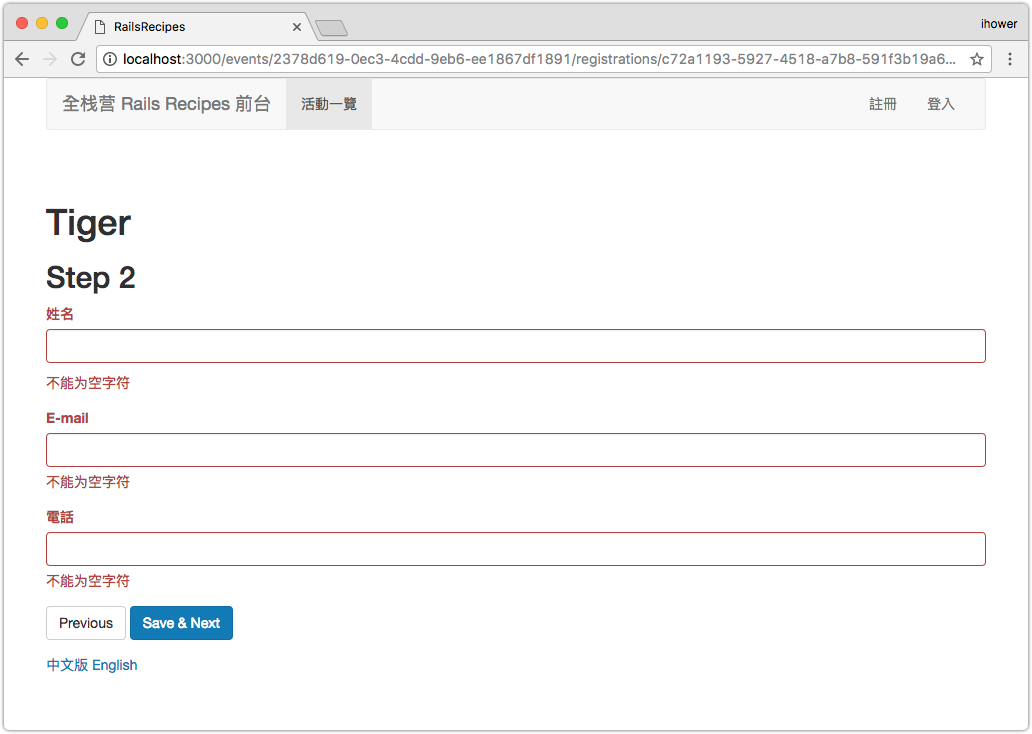 RailsRecipes
ihower
localhost:3000/events/2378d619-0ec3-4cdd-9eb6-ee1867df1891/registrations/c72a1193-5927-4518-a7b8-591f3b19a6...
全栈营 Rails Recipes 前台 活動一覽 註冊 登入
Tiger
Step 2
姓名
不能为空字符
E-mail
不能为空字符
電話
不能为空字符
Previous Save & Next
中文版 English